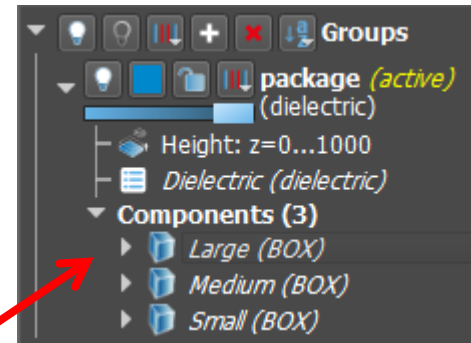 Groups
package (active)
(dielectric)
Height: z=0...1000
Dielectric (dielectric)
Components (3)
Large (BOX)
Medium (BOX)
Small (BOX)